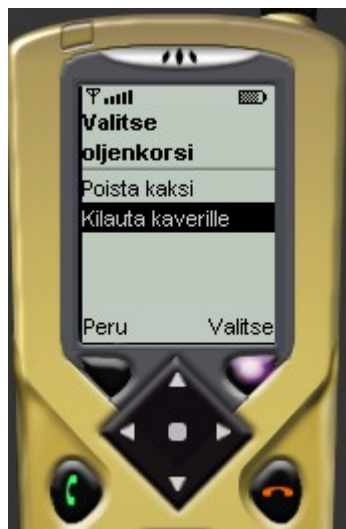 Valitse
oljenkorsi
Poista kaksi
Kilauta kaverille
Peru Valitse